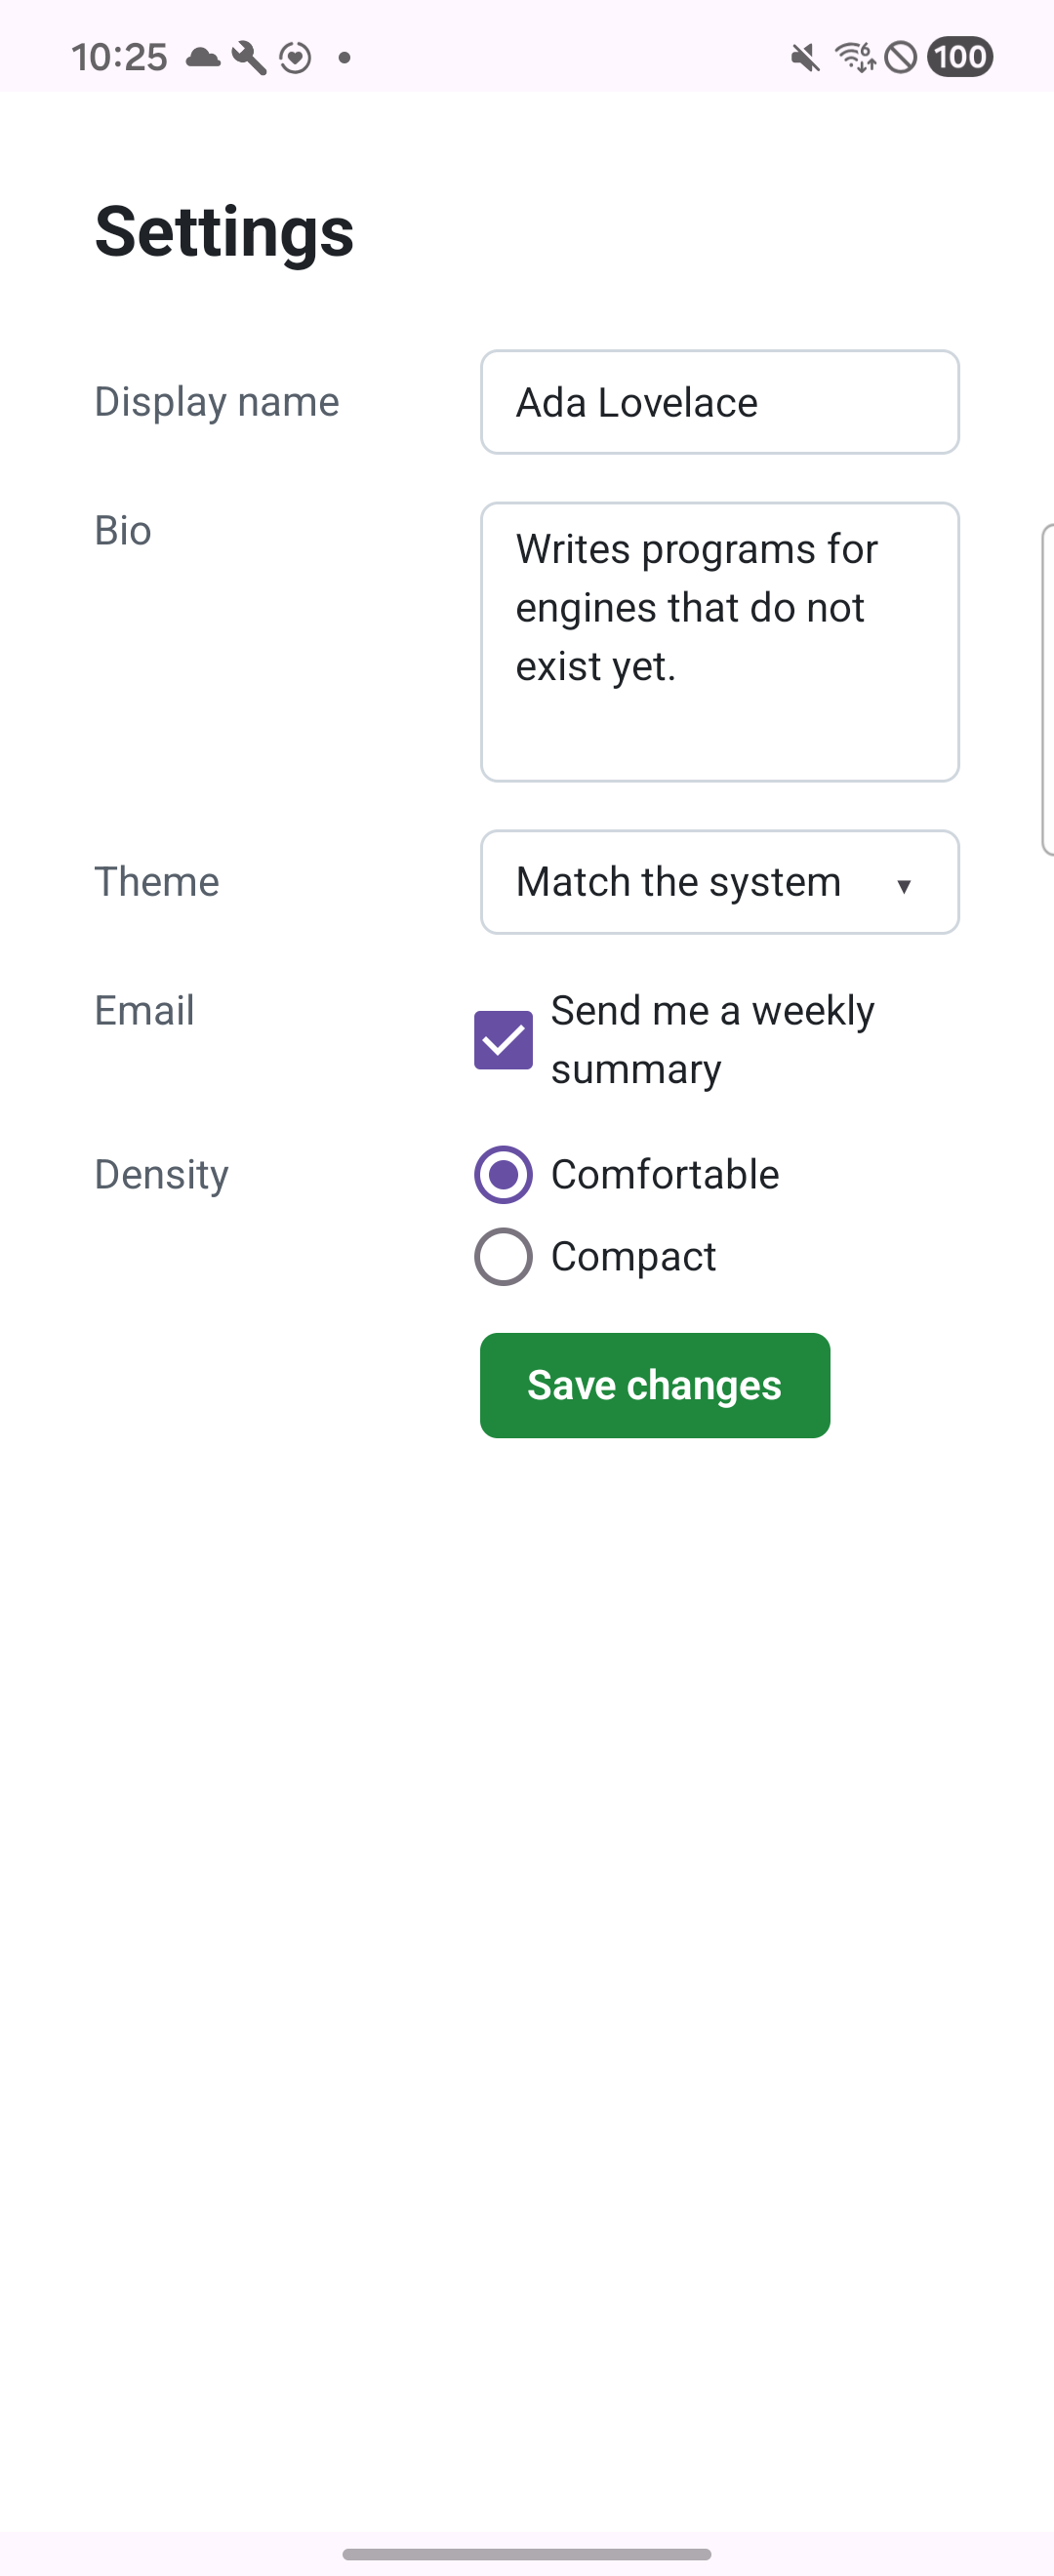 10:25
6
100
Settings
Display name
Ada Lovelace
Bio
Writes programs for
engines that do not
exist yet.
Theme
Match the system
Email
Send me a weekly
summary
Density
Comfortable
Compact
Save changes